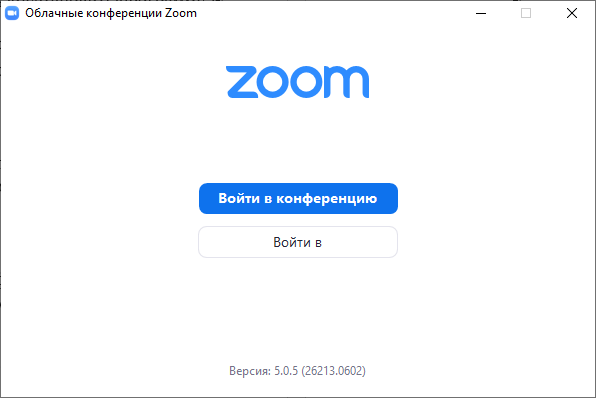 Облачные конференции Zoom
zoom
Войти в конференцию
Войти в
Версия: 5.0.5 (26213.0602)